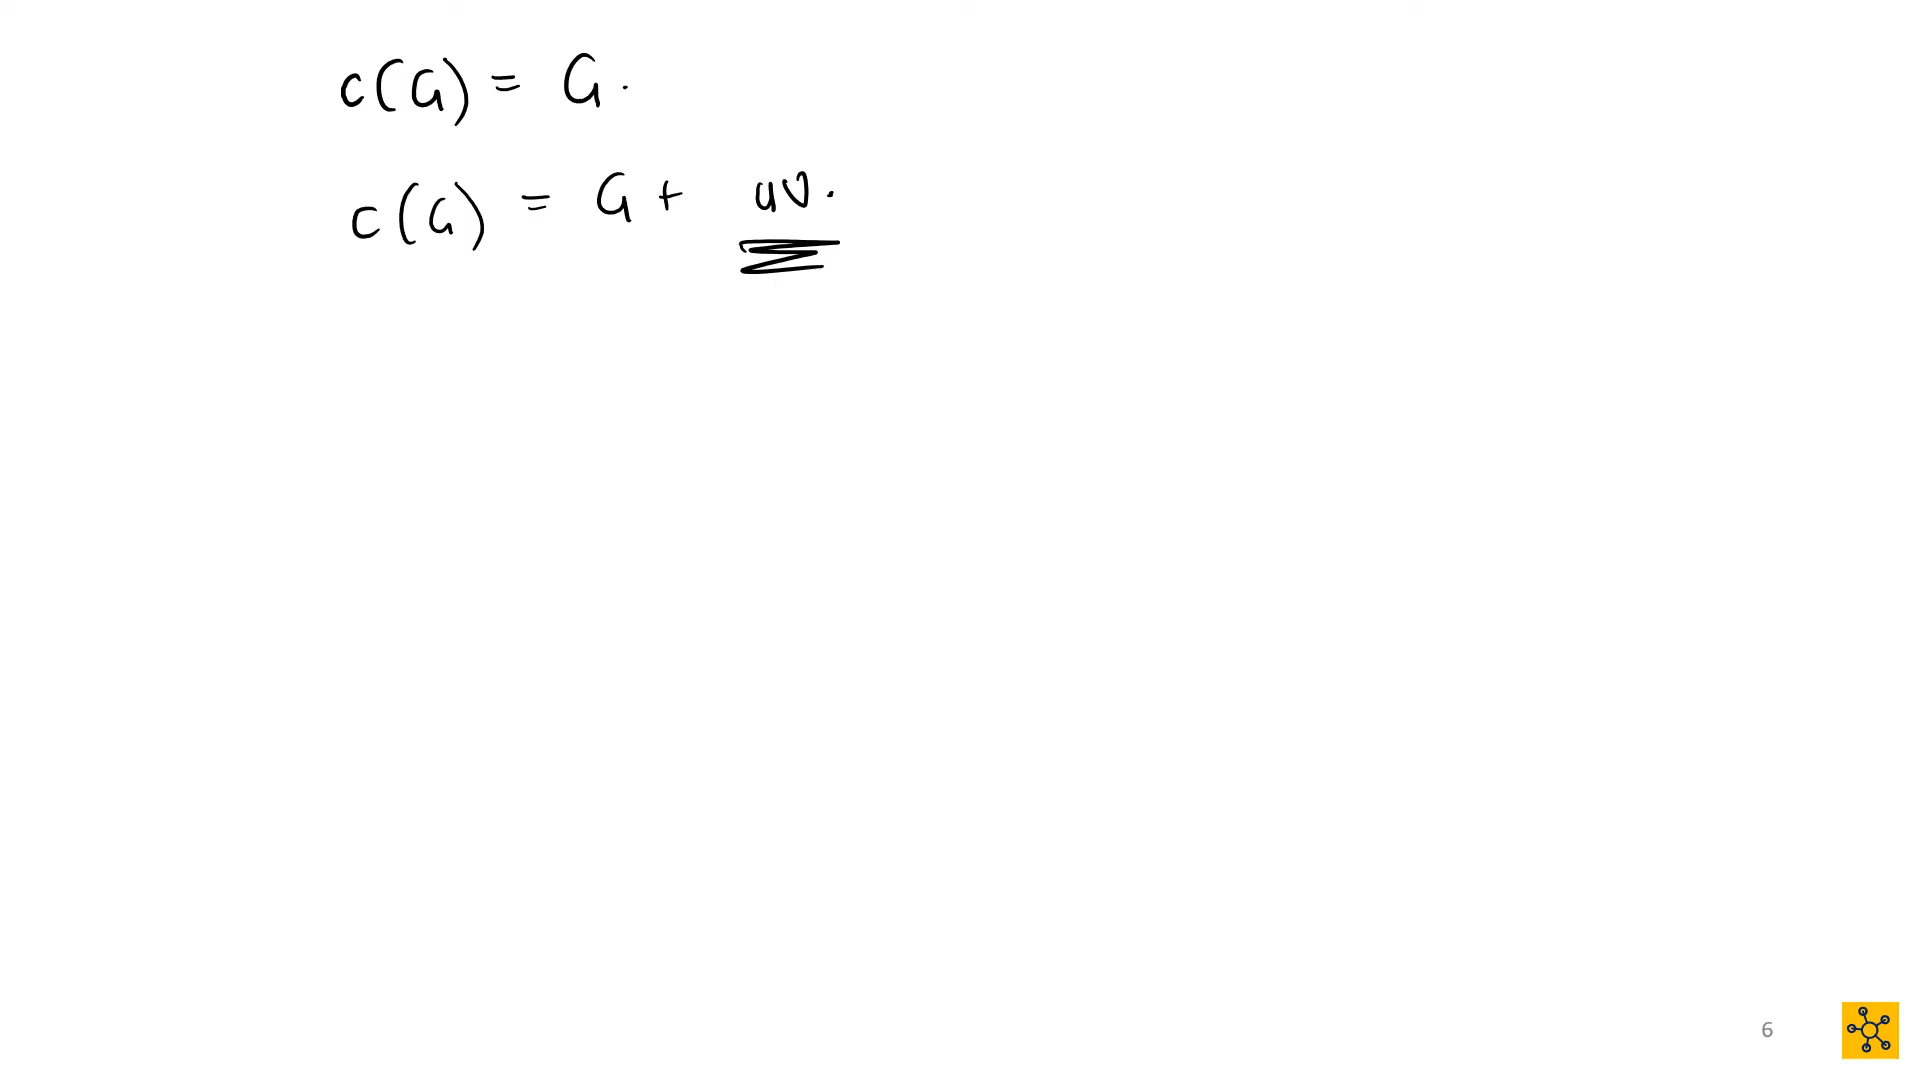 c(G) = G.
c(G) = G + uv.
6